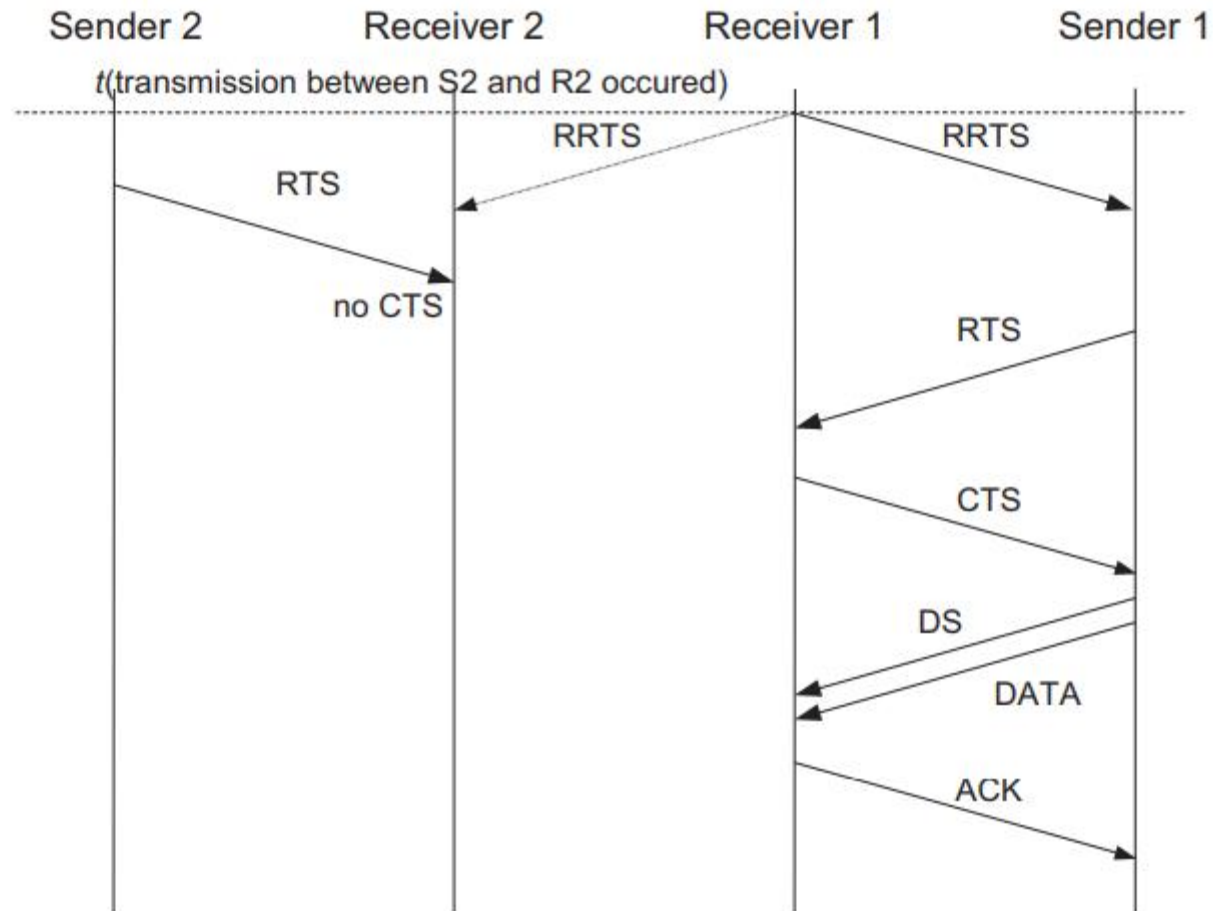 Sender 2 Receiver 2 Receiver 1 Sender 1
t(transmission between S2 and R2 occured)
RRTS RRTS
RTS
no CTS
RTS
CTS
DS
DATA
ACK